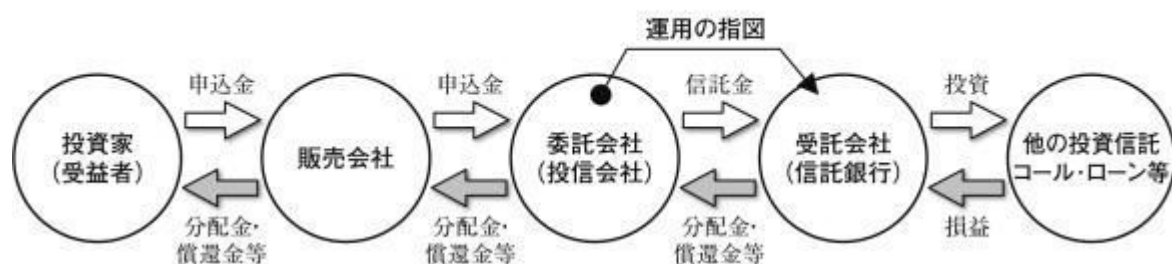 運用の指図
申込金
申込金
信託金
投資
投資家
(受益者)
販売会社
委託会社
(投信会社)
受託会社
(信託銀行)
他の投資信託
コール・ローン等
分配金・
償還金等
分配金・
償還金等
分配金・
償還金等
損益